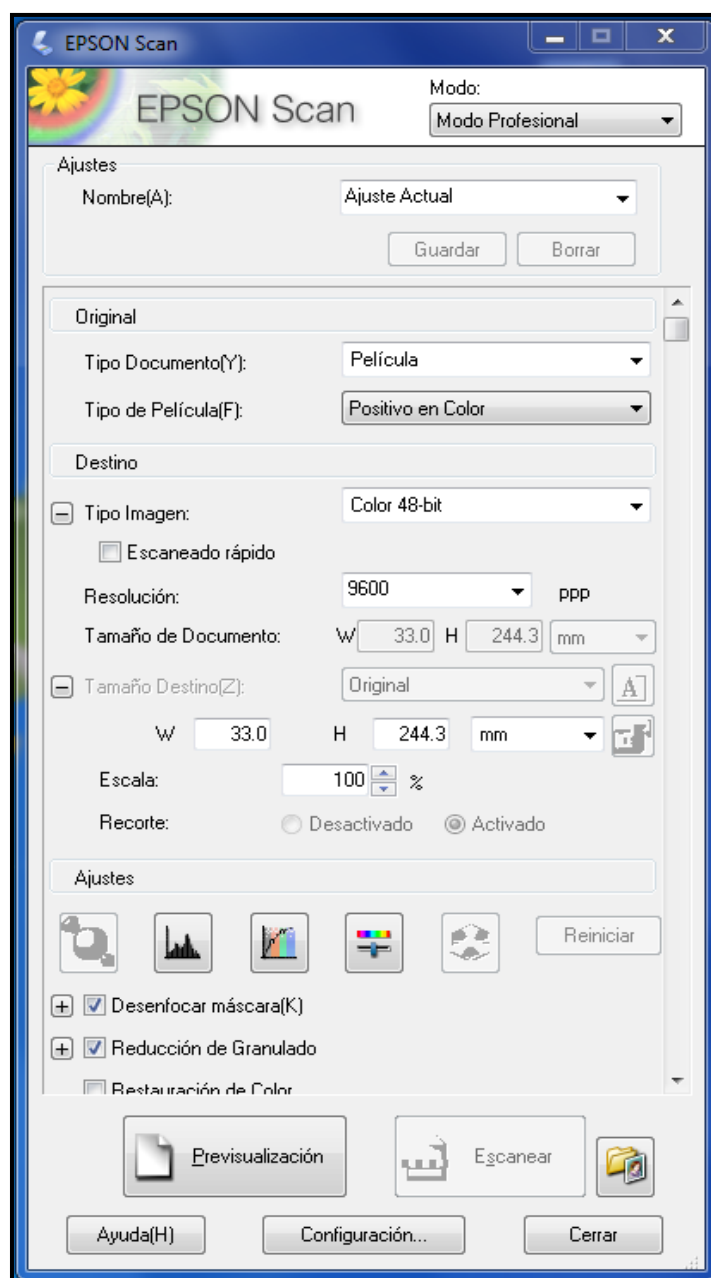 EPSON Scan
EPSON Scan
Modo:
Modo Profesional
Ajustes
Nombre(A): Ajuste Actual
Guardar Borrar
Original
Tipo Documento(Y): Película
Tipo de Película(F): Positivo en Color
Destino
Tipo Imagen: Color 48-bit
Escaneado rápido
Resolución: 9600 ppp
Tamaño de Documento: W 33.0 H 244.3 mm
Tamaño Destino(Z): Original A
W 33.0 H 244.3 mm
Escala: 100 %
Recorte: Desactivado Activado
Ajustes
Reiniciar
Desenfocar máscara(K)
Reducción de Granulado
Restauración de Color
Previsualización Escanear
Ayuda(H) Configuración... Cerrar